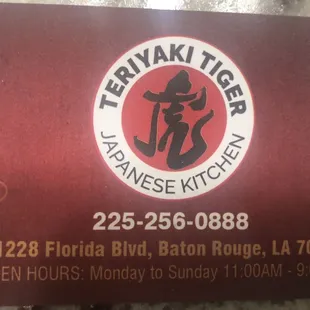 TERIYAKI TIGER
虎
JAPANESE KITCHEN
225-256-0888
1228 Florida Blvd, Baton Rouge, LA 70
EN HOURS: Monday to Sunday 11:00AM - 9: